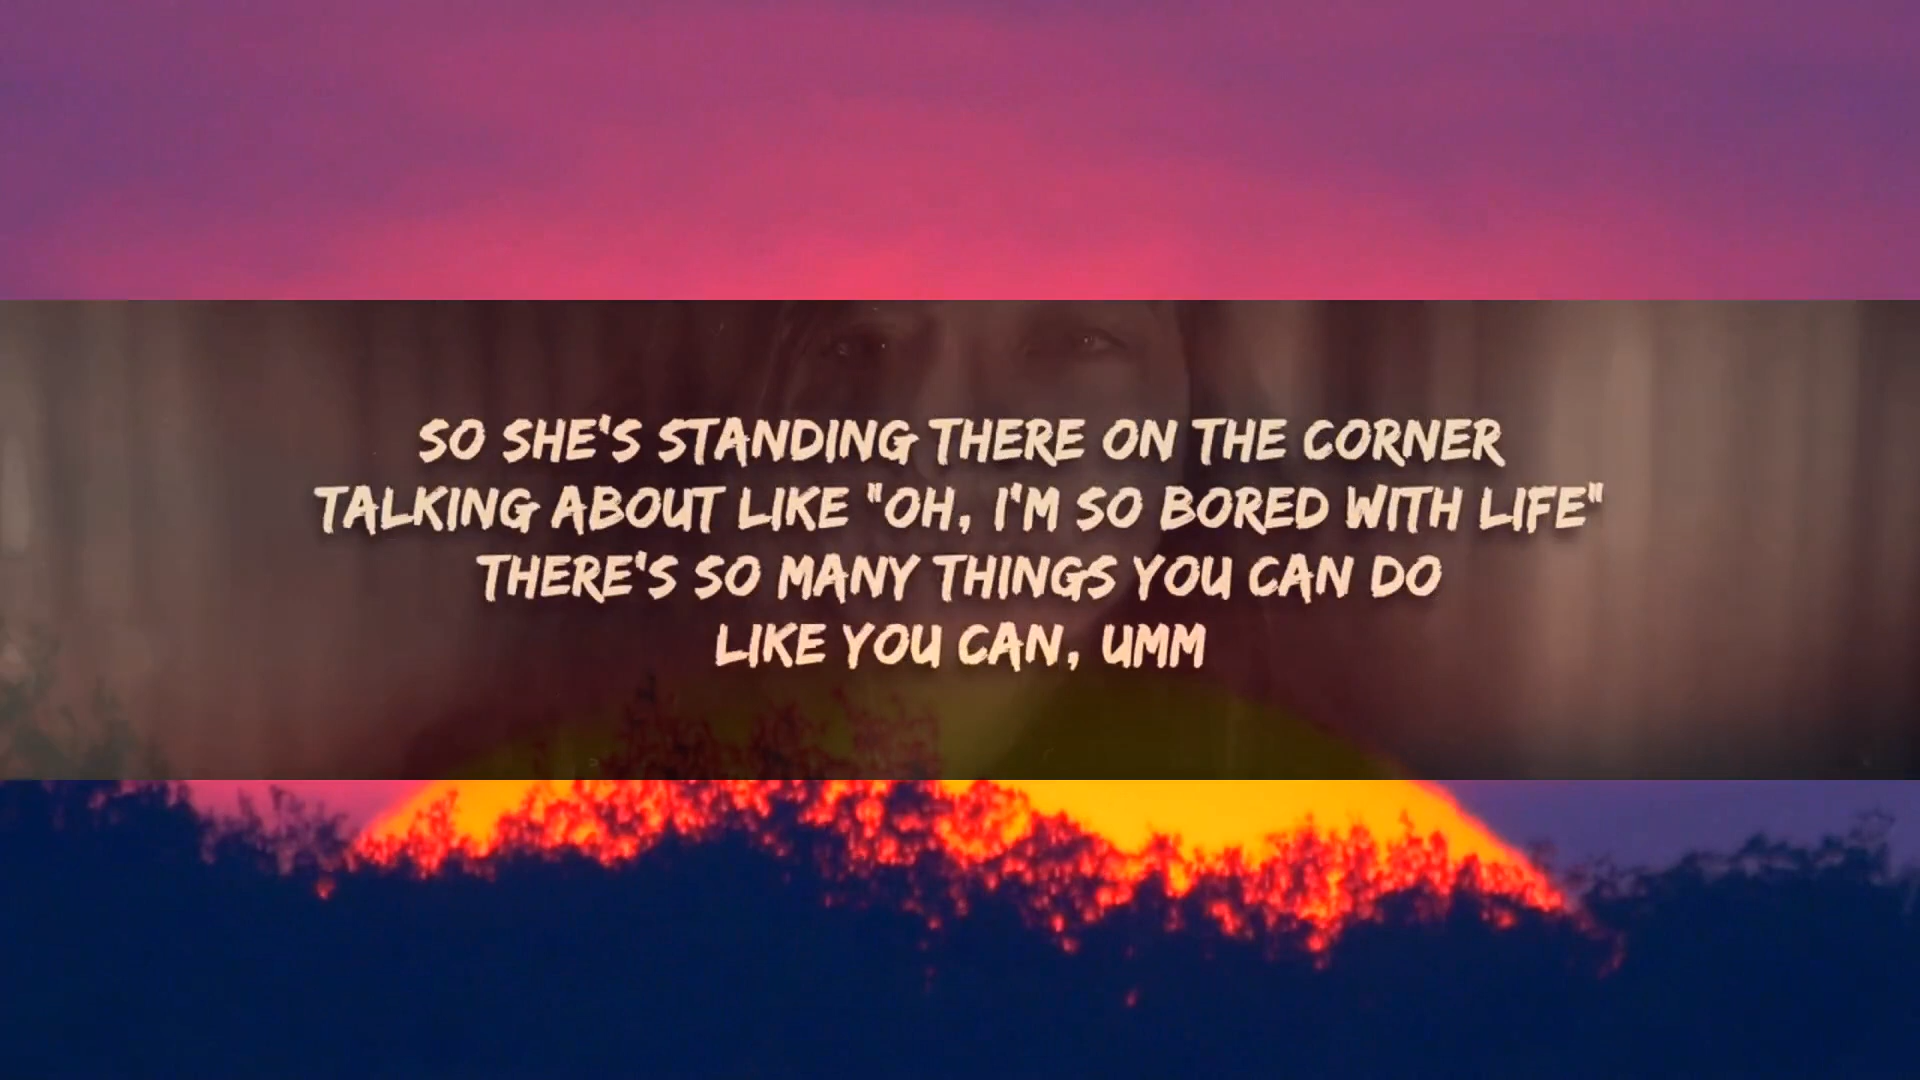 SO SHE'S STANDING THERE ON THE CORNER
TALKING ABOUT LIKE "OH, I'M SO BORED WITH LIFE"
THERE'S SO MANY THINGS YOU CAN DO
LIKE YOU CAN, UMM